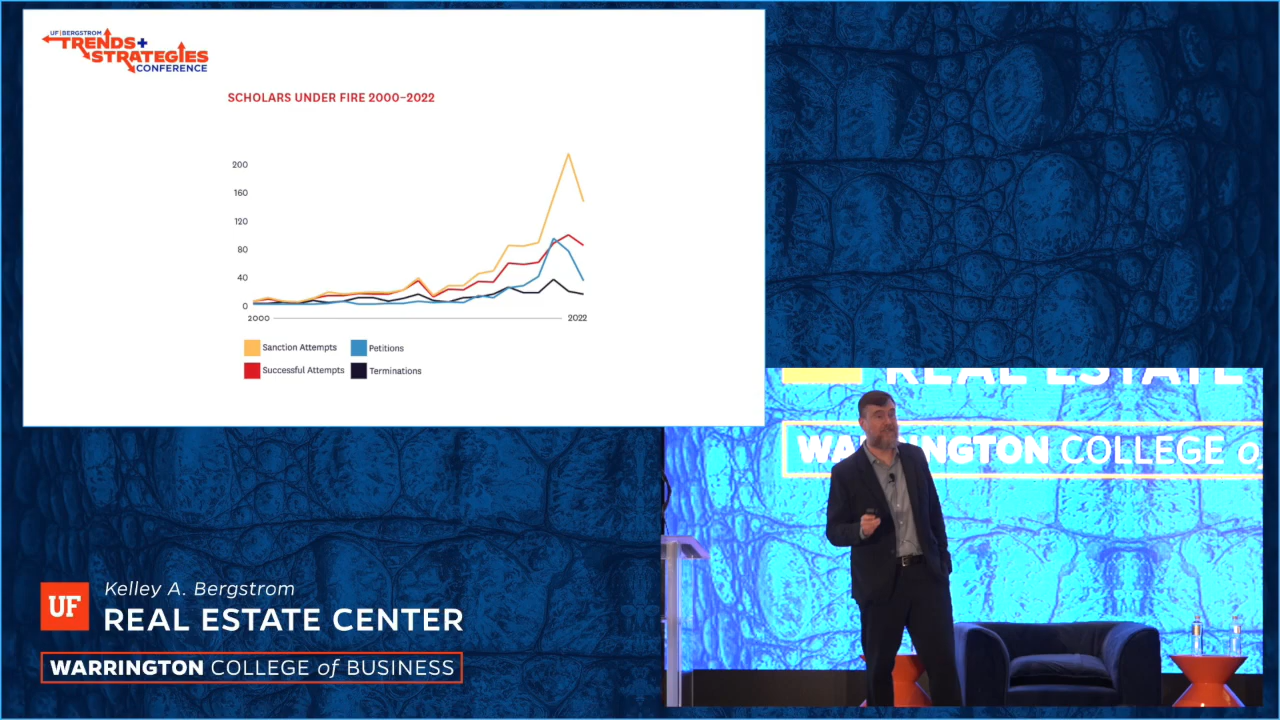 UF|BERGSTROM
TRENDS+
STRATEGIES
CONFERENCE
SCHOLARS UNDER FIRE 2000–2022
200
160
120
80
40
0
2000
2022
Sanction Attempts
Petitions
Successful Attempts
Terminations
REAL ESTATE
WARRINGTON COLLEGE o
UF
Kelley A. Bergstrom
REAL ESTATE CENTER
WARRINGTON COLLEGE of BUSINESS